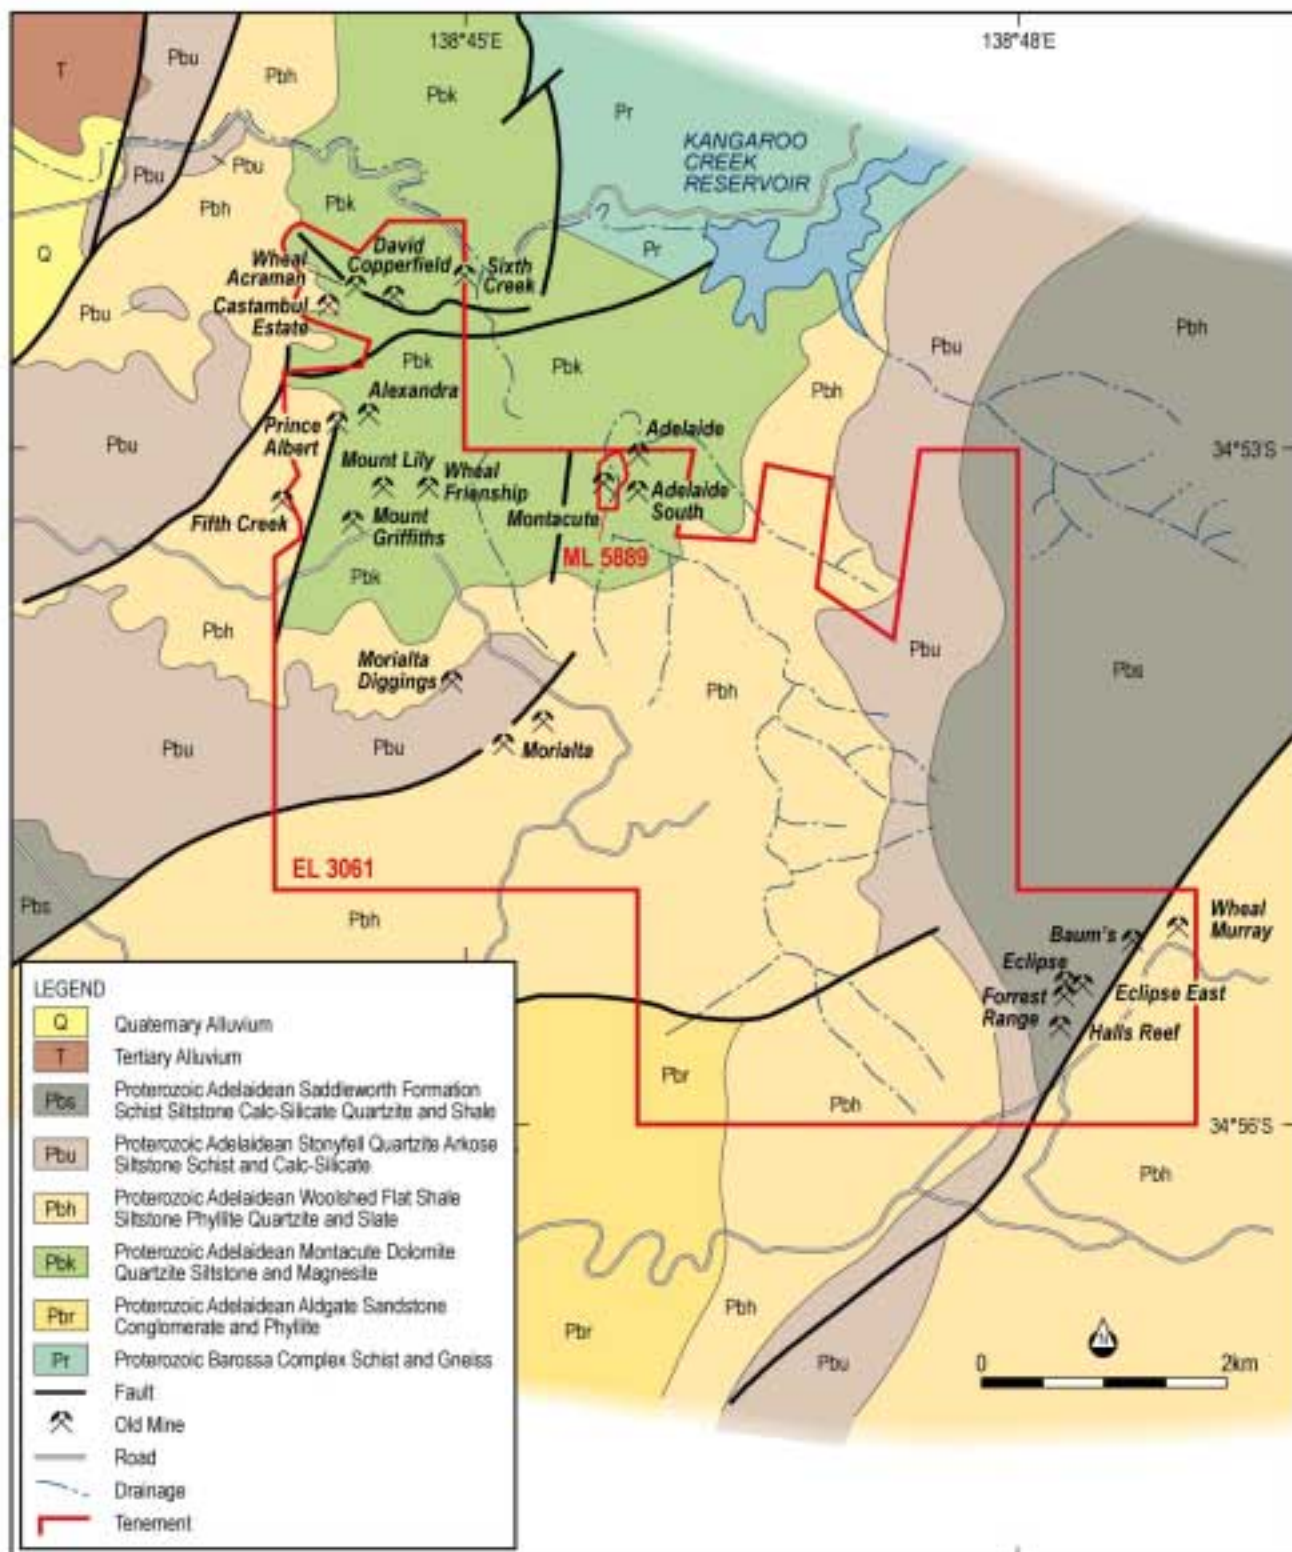 138°45'E
138°48'E
T
Pbu
Pbh
Pbk
Pr
KANGAROO
CREEK
RESERVOIR
Pbu
Pbu
Pbh
Pbk
Pr
Q
Wheal
Acraman
David
Copperfield
Sixth
Creek
Castambul
Estate
Pbu
Pbh
Pbu
Pbk
Pbk
Pbh
Alexandra
Prince
Albert
Pbu
Adelaide
34°53'S
Mount Lily
Wheal
Frienship
Fifth Creek
Mount
Griffiths
Montacute
Adelaide
South
ML 5889
Pbk
Pbh
Pbu
Pbs
Morialta
Diggings
Pbh
Pbu
Pbu
Morialta
EL 3061
Pbs
Pbh
Wheal
Murray
Baum's
Eclipse
Eclipse East
Forrest
Range
Halls Reef
Pbr
Pbh
34°56'S
Pbh
Pbh
Pbr
Pbu
N
0
2km
LEGEND
Q
Quaternary Alluvium
T
Tertiary Alluvium
Pbs
Proterozoic Adelaidean Saddleworth Formation
Schist Siltstone Calc-Silicate Quartzite and Shale
Pbu
Proterozoic Adelaidean Stonyfell Quartzite Arkose
Siltstone Schist and Calc-Silicate
Pbh
Proterozoic Adelaidean Woolshed Flat Shale
Siltstone Phyllite Quartzite and Slate
Pbk
Proterozoic Adelaidean Montacute Dolomite
Quartzite Siltstone and Magnesite
Pbr
Proterozoic Adelaidean Aldgate Sandstone
Conglomerate and Phyllite
Pr
Proterozoic Barossa Complex Schist and Gneiss
Fault
Old Mine
Road
Drainage
Tenement